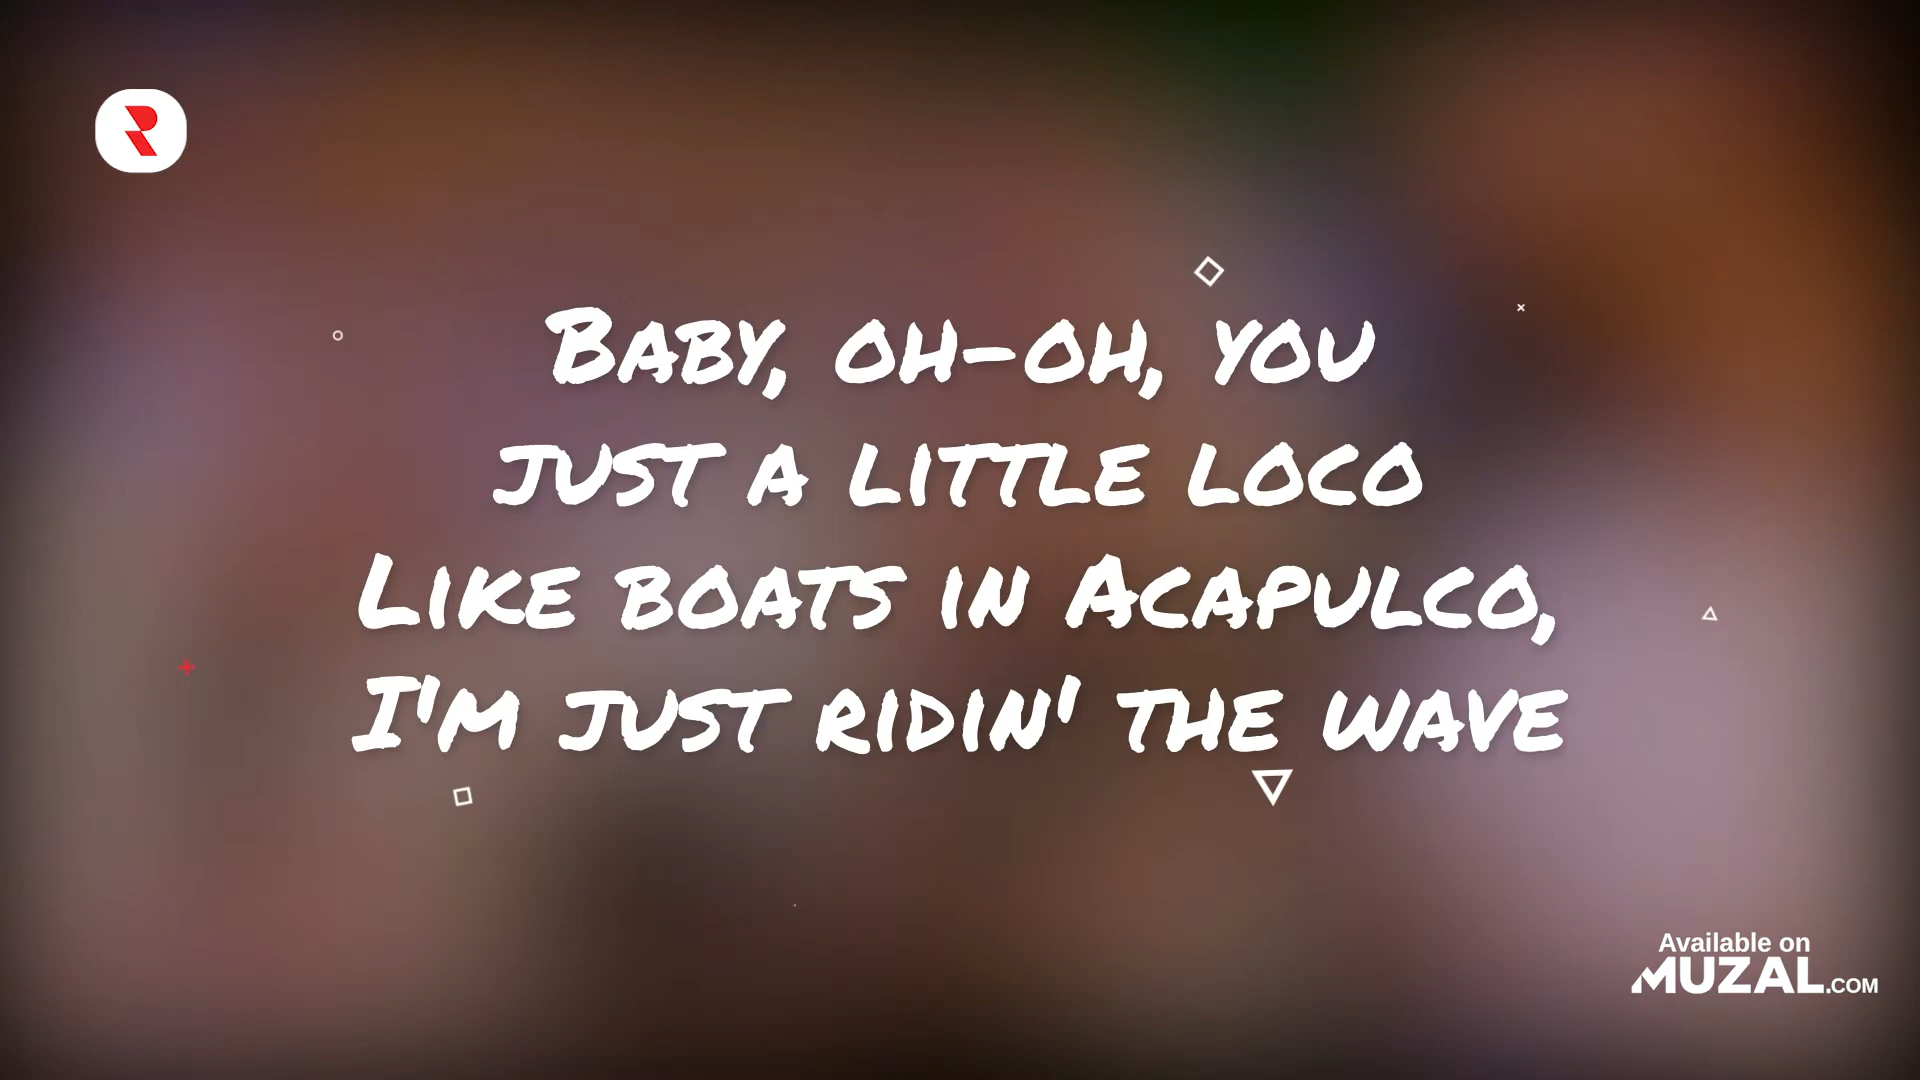 Baby, oh-oh, you
just a little loco
Like boats in Acapulco,
I'm just ridin' the wave
Available on
MUZAL.COM